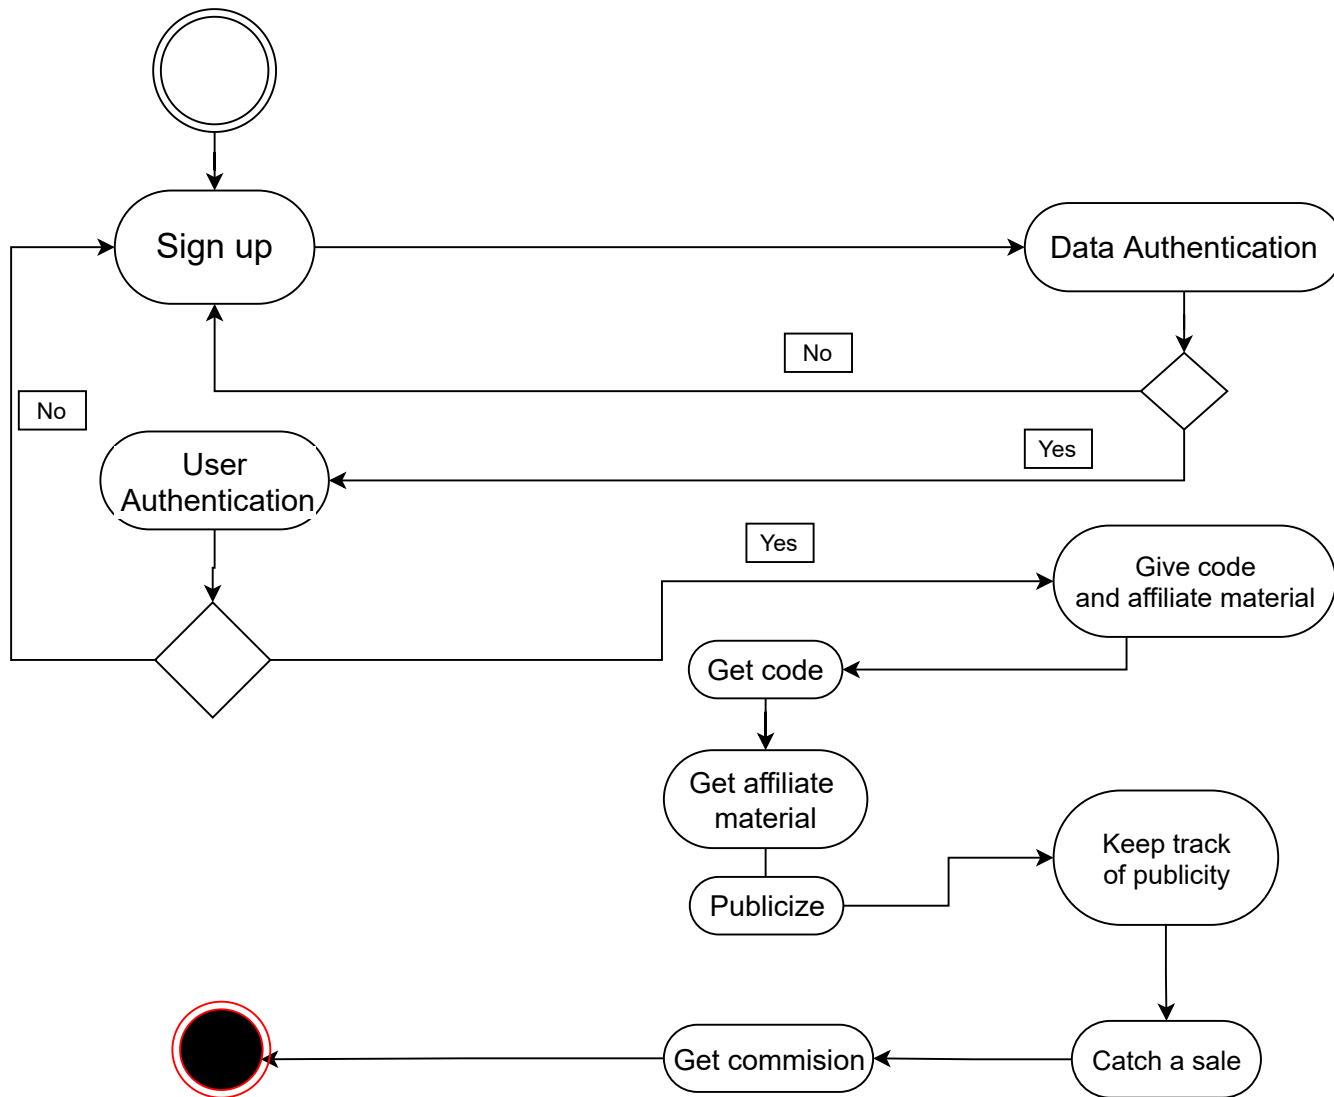 Sign up
Data Authentication
No
No
User
Authentication
Yes
Yes
Give code
and affiliate material
Get code
Get affiliate
material
Keep track
of publicity
Publicize
Get commision
Catch a sale